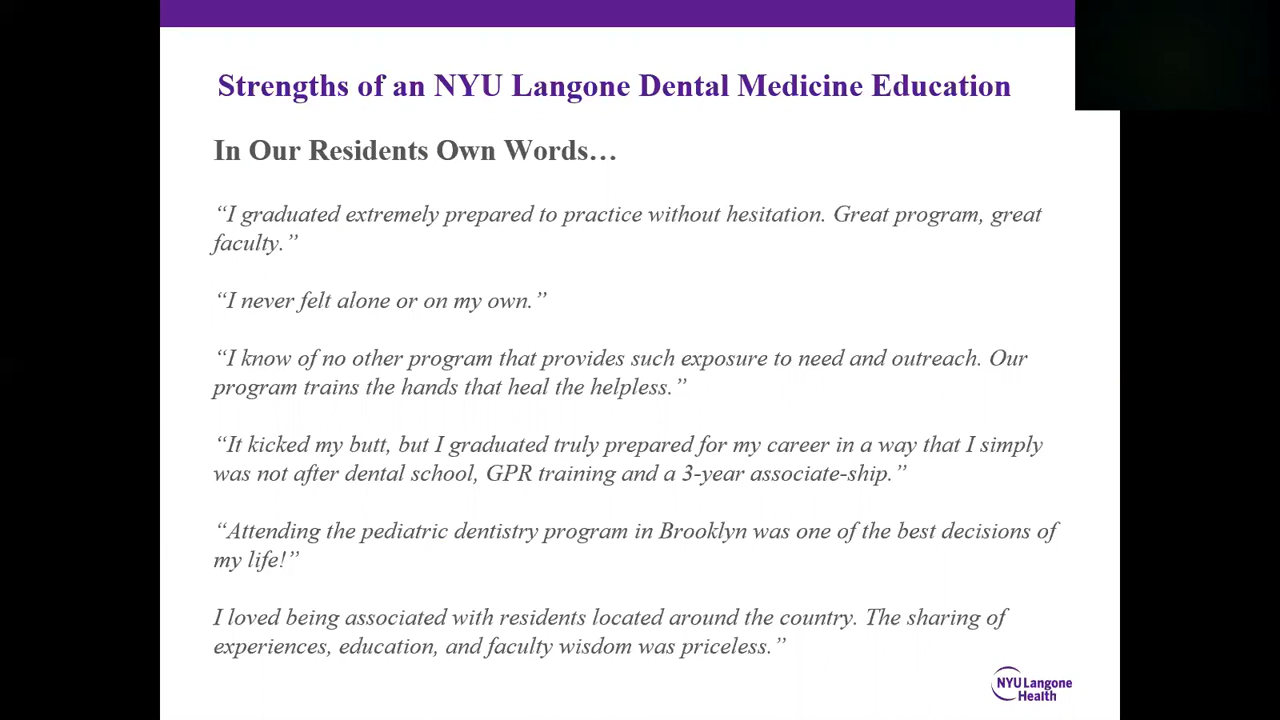 Strengths of an NYU Langone Dental Medicine Education
In Our Residents Own Words…
“I graduated extremely prepared to practice without hesitation. Great program, great
faculty.”
“I never felt alone or on my own.”
“I know of no other program that provides such exposure to need and outreach. Our
program trains the hands that heal the helpless.”
“It kicked my butt, but I graduated truly prepared for my career in a way that I simply
was not after dental school, GPR training and a 3-year associate-ship.”
“Attending the pediatric dentistry program in Brooklyn was one of the best decisions of
my life!”
I loved being associated with residents located around the country. The sharing of
experiences, education, and faculty wisdom was priceless.”
NYU Langone
Health